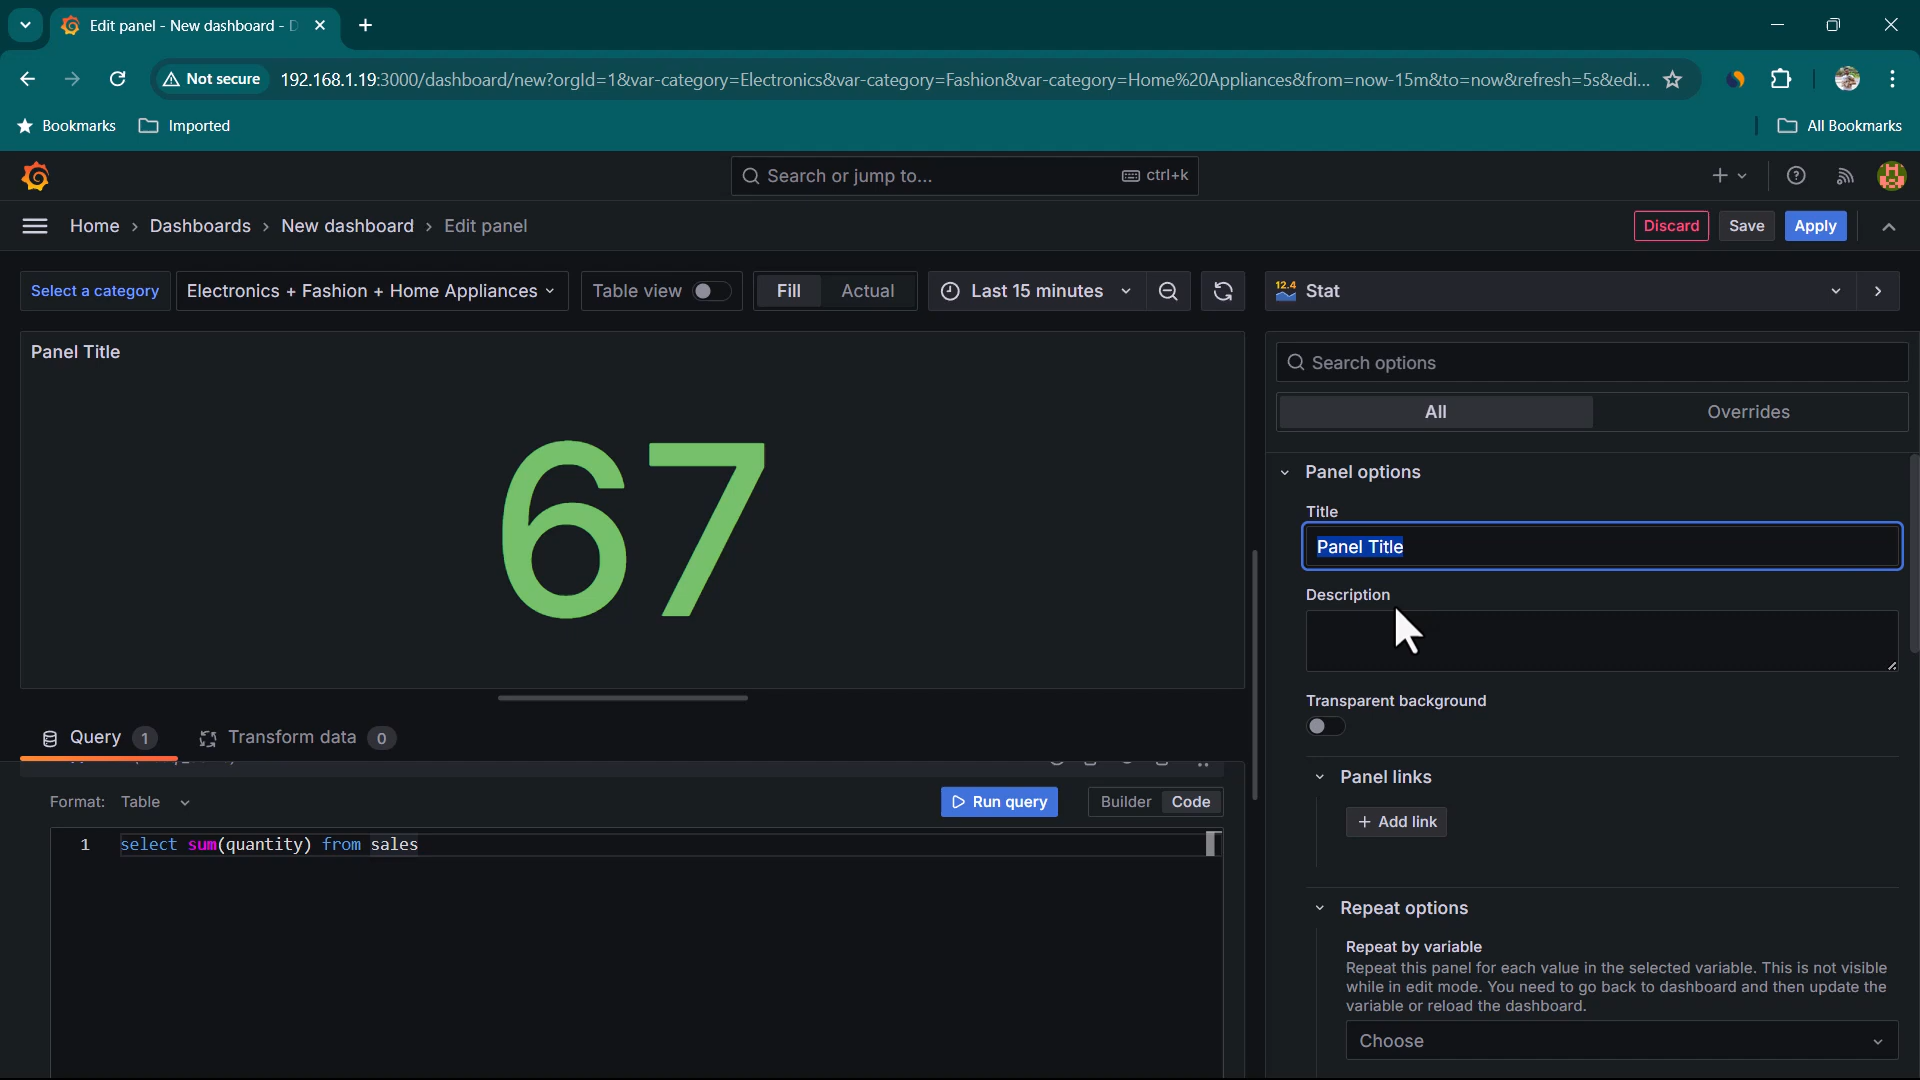 Edit panel - New dashboard - D
Not secure
192.168.1.19:3000/dashboard/new?orgId=1&var-category=Electronics&var-category=Fashion&var-category=Home%20Appliances&from=now-15m&to=now&refresh=5s&edi...
Bookmarks
Imported
All Bookmarks
Search or jump to...
ctrl+k
Home › Dashboards › New dashboard › Edit panel
Discard
Save
Apply
Select a category
Electronics + Fashion + Home Appliances
Table view
Fill
Actual
Last 15 minutes
12.4
Stat
Panel Title
67
Search options
All
Overrides
Panel options
Title
Panel Title
Description
Transparent background
Panel links
+ Add link
Repeat options
Repeat by variable
Repeat this panel for each value in the selected variable. This is not visible
while in edit mode. You need to go back to dashboard and then update the
variable or reload the dashboard.
Choose
Query 1
Transform data 0
Format: Table
Run query
Builder
Code
1 select sum(quantity) from sales